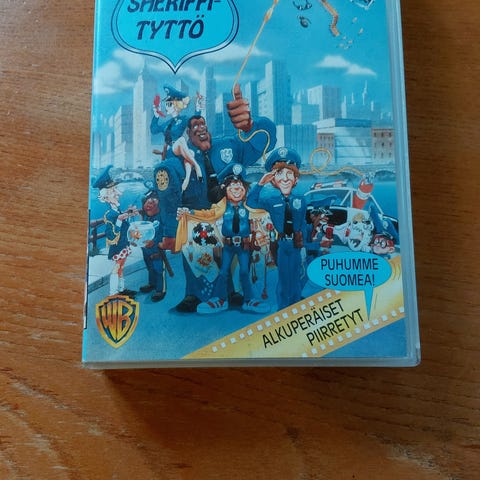 SHERIFFI-
TYTTÖ
PUHUMME
SUOMEA!
ALKUPERÄISET
PIIRRETYT
WB